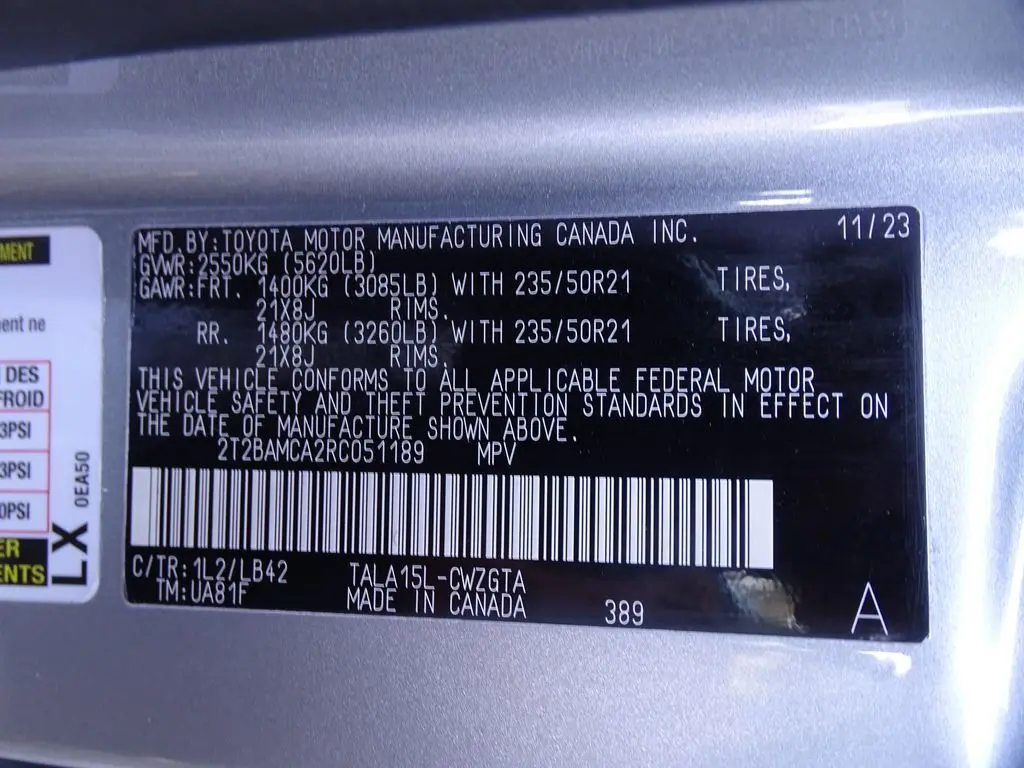 MFD.BY:TOYOTA MOTOR MANUFACTURING CANADA INC. 11/23
GVWR:2550KG (5620LB)
GAWR:FRT. 1400KG (3085LB) WITH 235/50R21 TIRES,
21X8J RIMS.
RR. 1480KG (3260LB) WITH 235/50R21 TIRES,
21X8J RIMS.
THIS VEHICLE CONFORMS TO ALL APPLICABLE FEDERAL MOTOR
VEHICLE SAFETY AND THEFT PREVENTION STANDARDS IN EFFECT ON
THE DATE OF MANUFACTURE SHOWN ABOVE.
2T2BAMCA2RC051189 MPV
C/TR:1L2/LB42 TALA15L-CWZGTA
TM:UA81F MADE IN CANADA 389 A
DES
3PSI
3PSI
0PSI
LX 0EA50